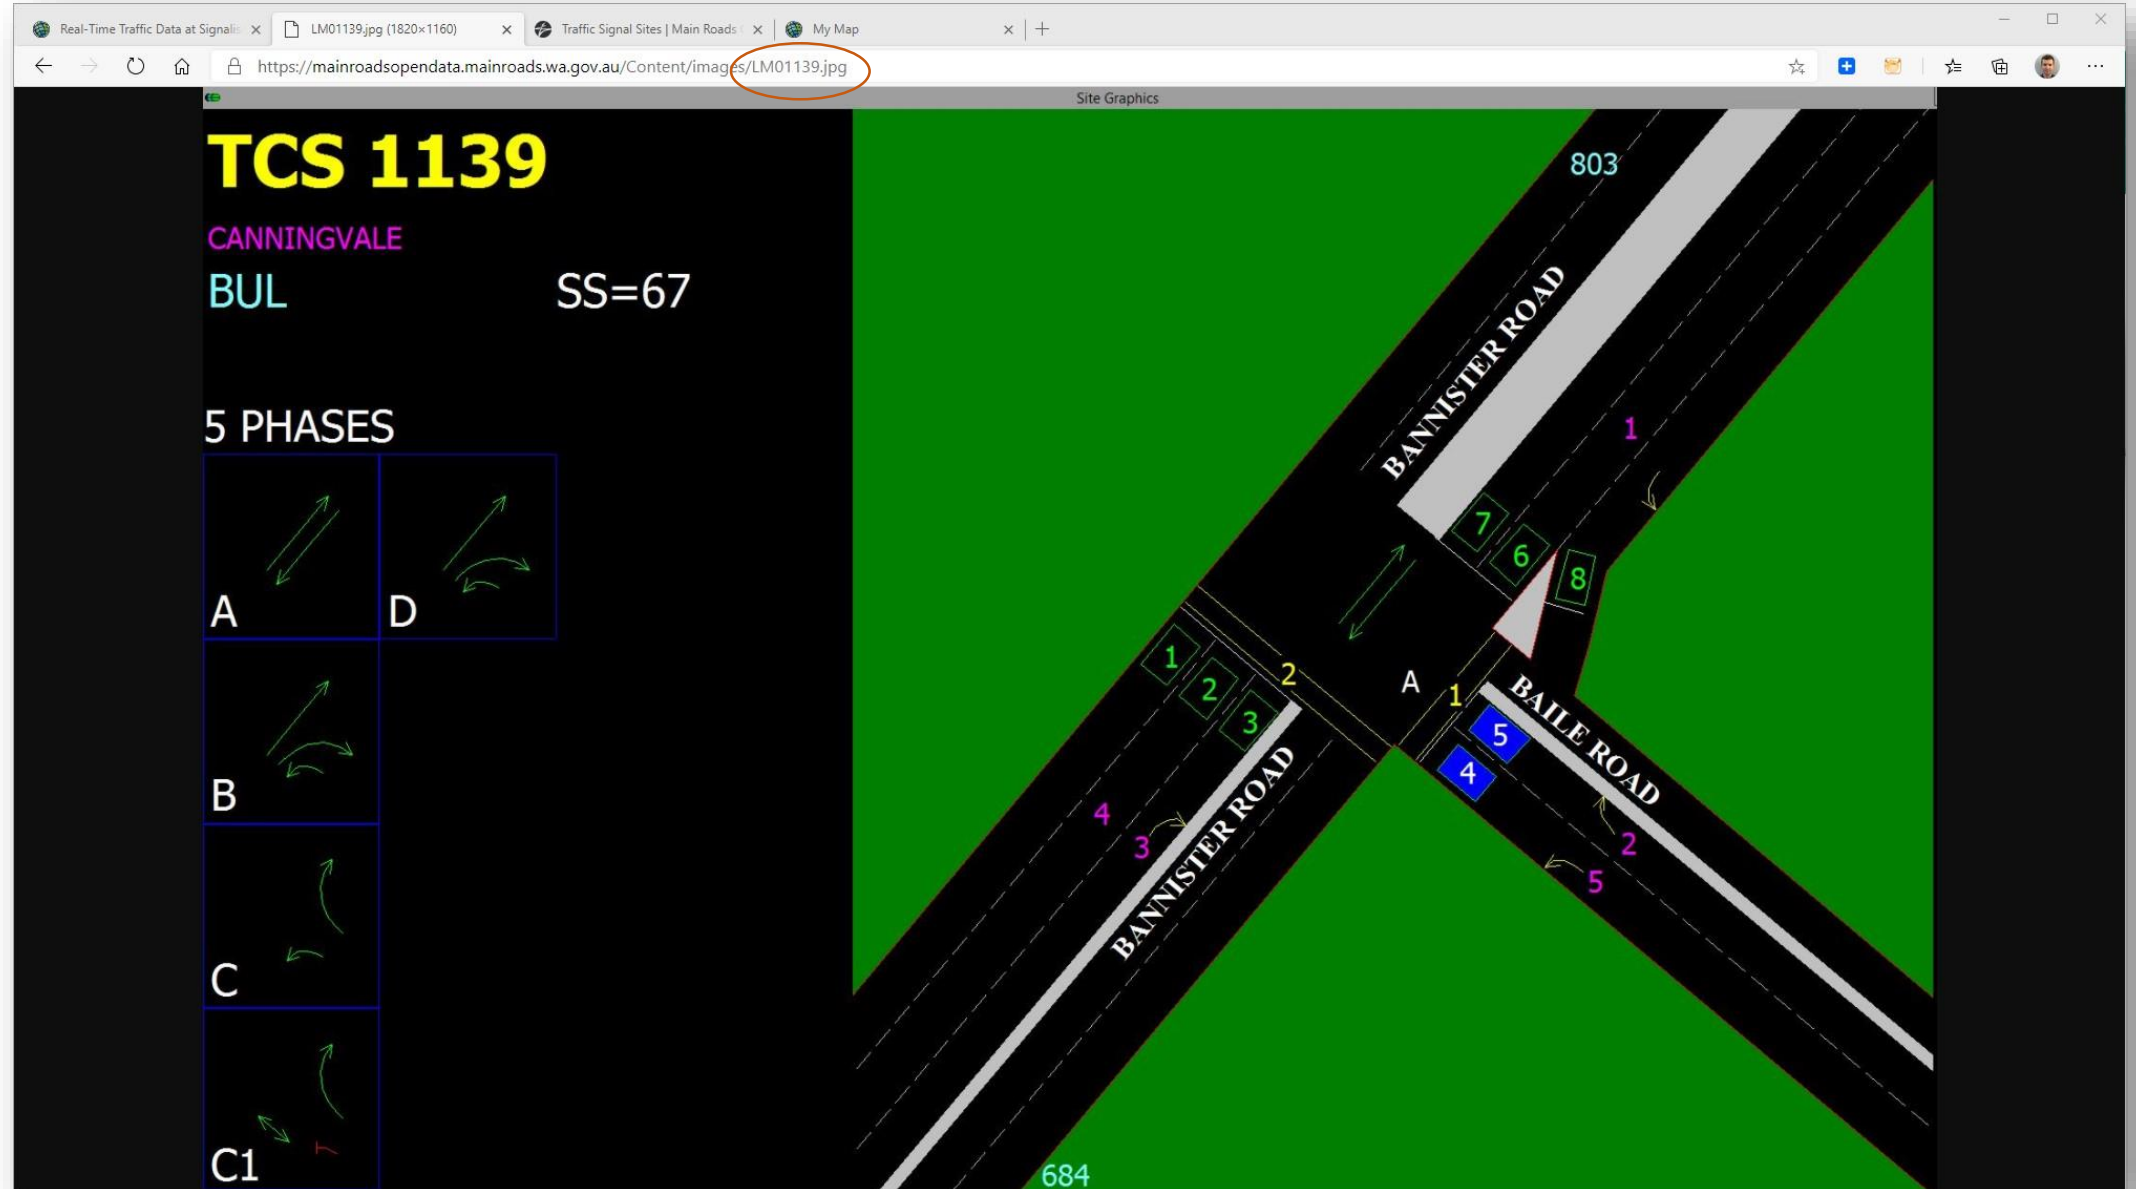 Real-Time Traffic Data at Signalis
LM01139.jpg (1820×1160)
Traffic Signal Sites | Main Roads
My Map
https://mainroadsopendata.mainroads.wa.gov.au/Content/images/LM01139.jpg
Site Graphics
TCS 1139
CANNINGVALE
BUL SS=67
5 PHASES
A D
B
C
C1
803
BANNISTER ROAD
1
7
6
8
1
2
3
2
A
1
BAILE ROAD
5
4
BANNISTER ROAD
4
3
2
5
684